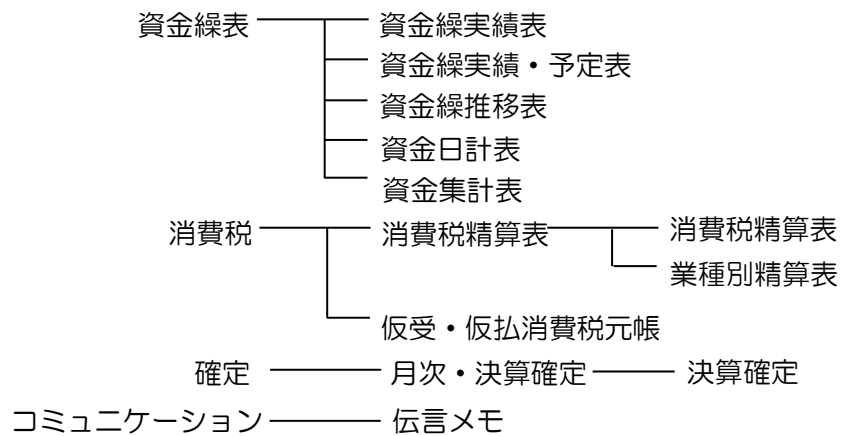 資金繰表 資金繰実績表
資金繰実績・予定表
資金繰推移表
資金日計表
資金集計表
消費税 消費税精算表 消費税精算表
業種別精算表
仮受・仮払消費税元帳
確定 月次・決算確定 決算確定
コミュニケーション 伝言メモ